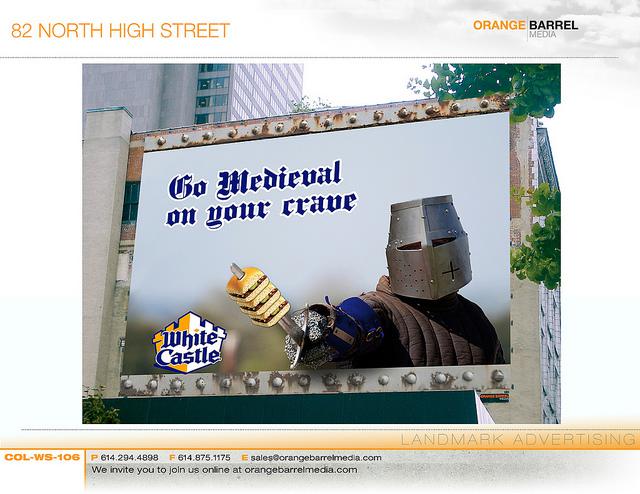 82 NORTH HIGH STREET
ORANGE BARREL
MEDIA
Go Medieval
on your crave
White
Castle
LANDMARK ADVERTISING
COL-WS-106 P 614.294.4898 F 614.875.1175 E sales@orangebarrelmedia.com
We invite you to join us online at orangebarrelmedia.com